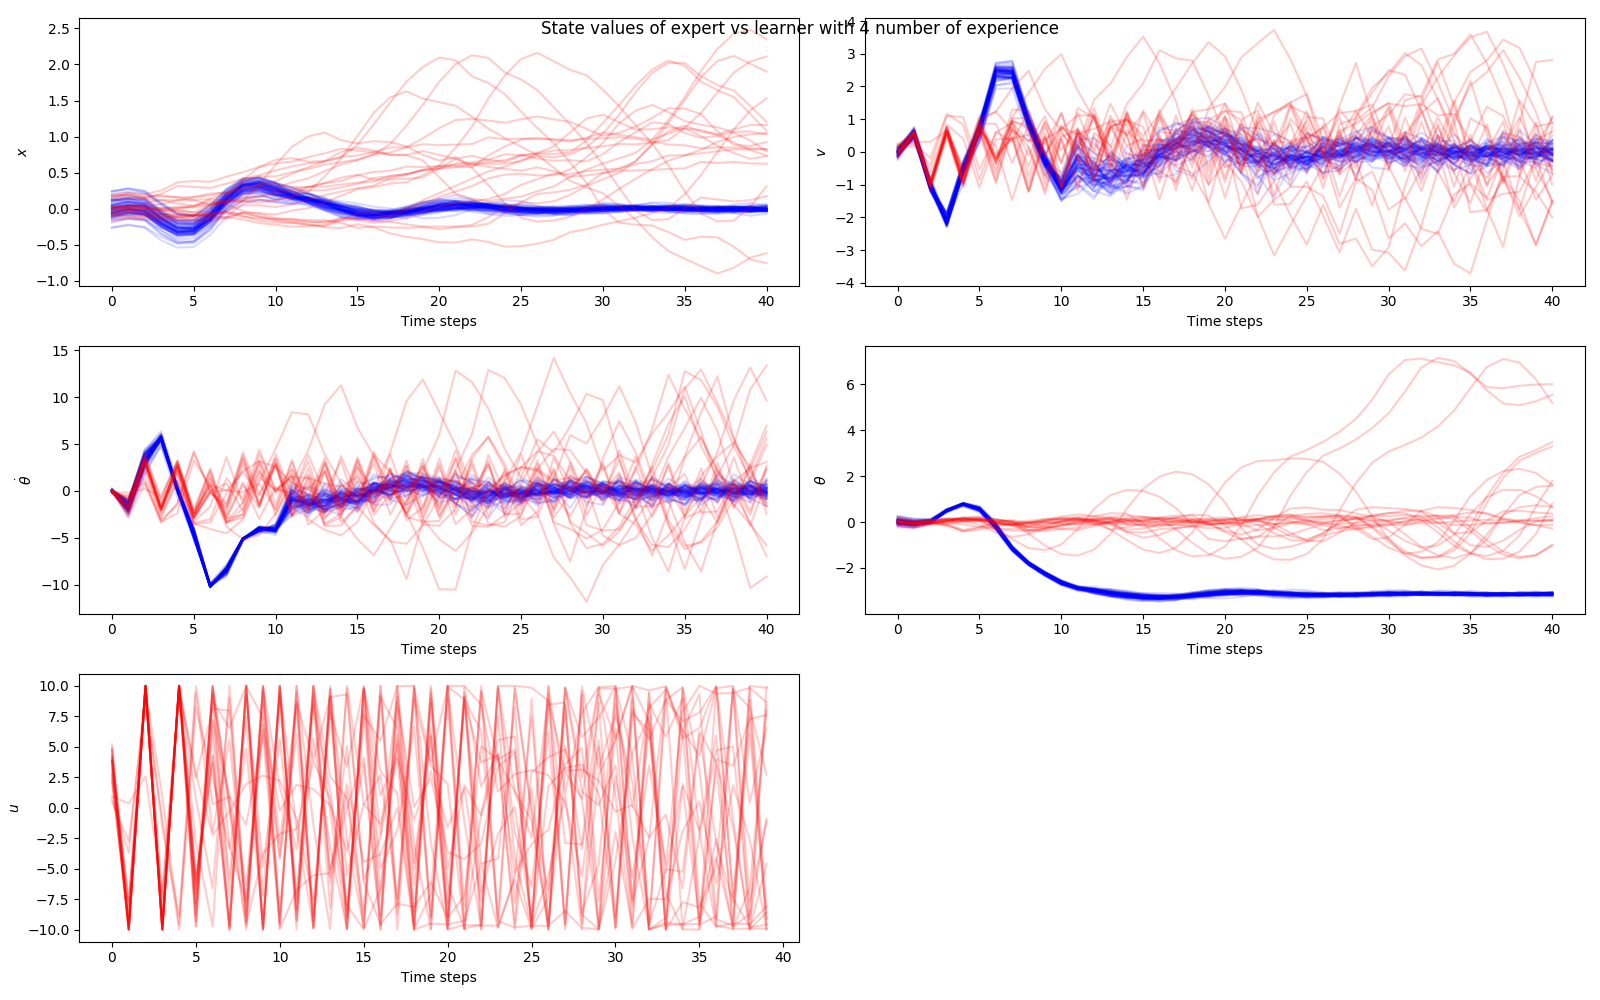 State values of expert vs learner with 4 number of experience
2.5
2.0
1.5
1.0
0.5
0.0
−0.5
−1.0
x
0 5 10 15 20 25 30 35 40
Time steps
4
3
2
1
0
−1
−2
−3
−4
v
0 5 10 15 20 25 30 35 40
Time steps
15
10
5
0
−5
−10
θ̇
0 5 10 15 20 25 30 35 40
Time steps
6
4
2
0
−2
θ
0 5 10 15 20 25 30 35 40
Time steps
10.0
7.5
5.0
2.5
0.0
−2.5
−5.0
−7.5
−10.0
u
0 5 10 15 20 25 30 35 40
Time steps